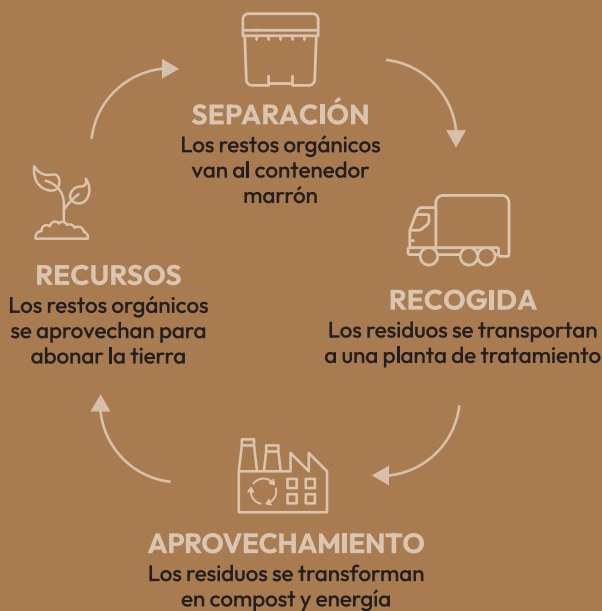 SEPARACIÓN
Los restos orgánicos
van al contenedor
marrón
RECOGIDA
Los residuos se transportan
a una planta de tratamiento
APROVECHAMIENTO
Los residuos se transforman
en compost y energía
RECURSOS
Los restos orgánicos
se aprovechan para
abonar la tierra